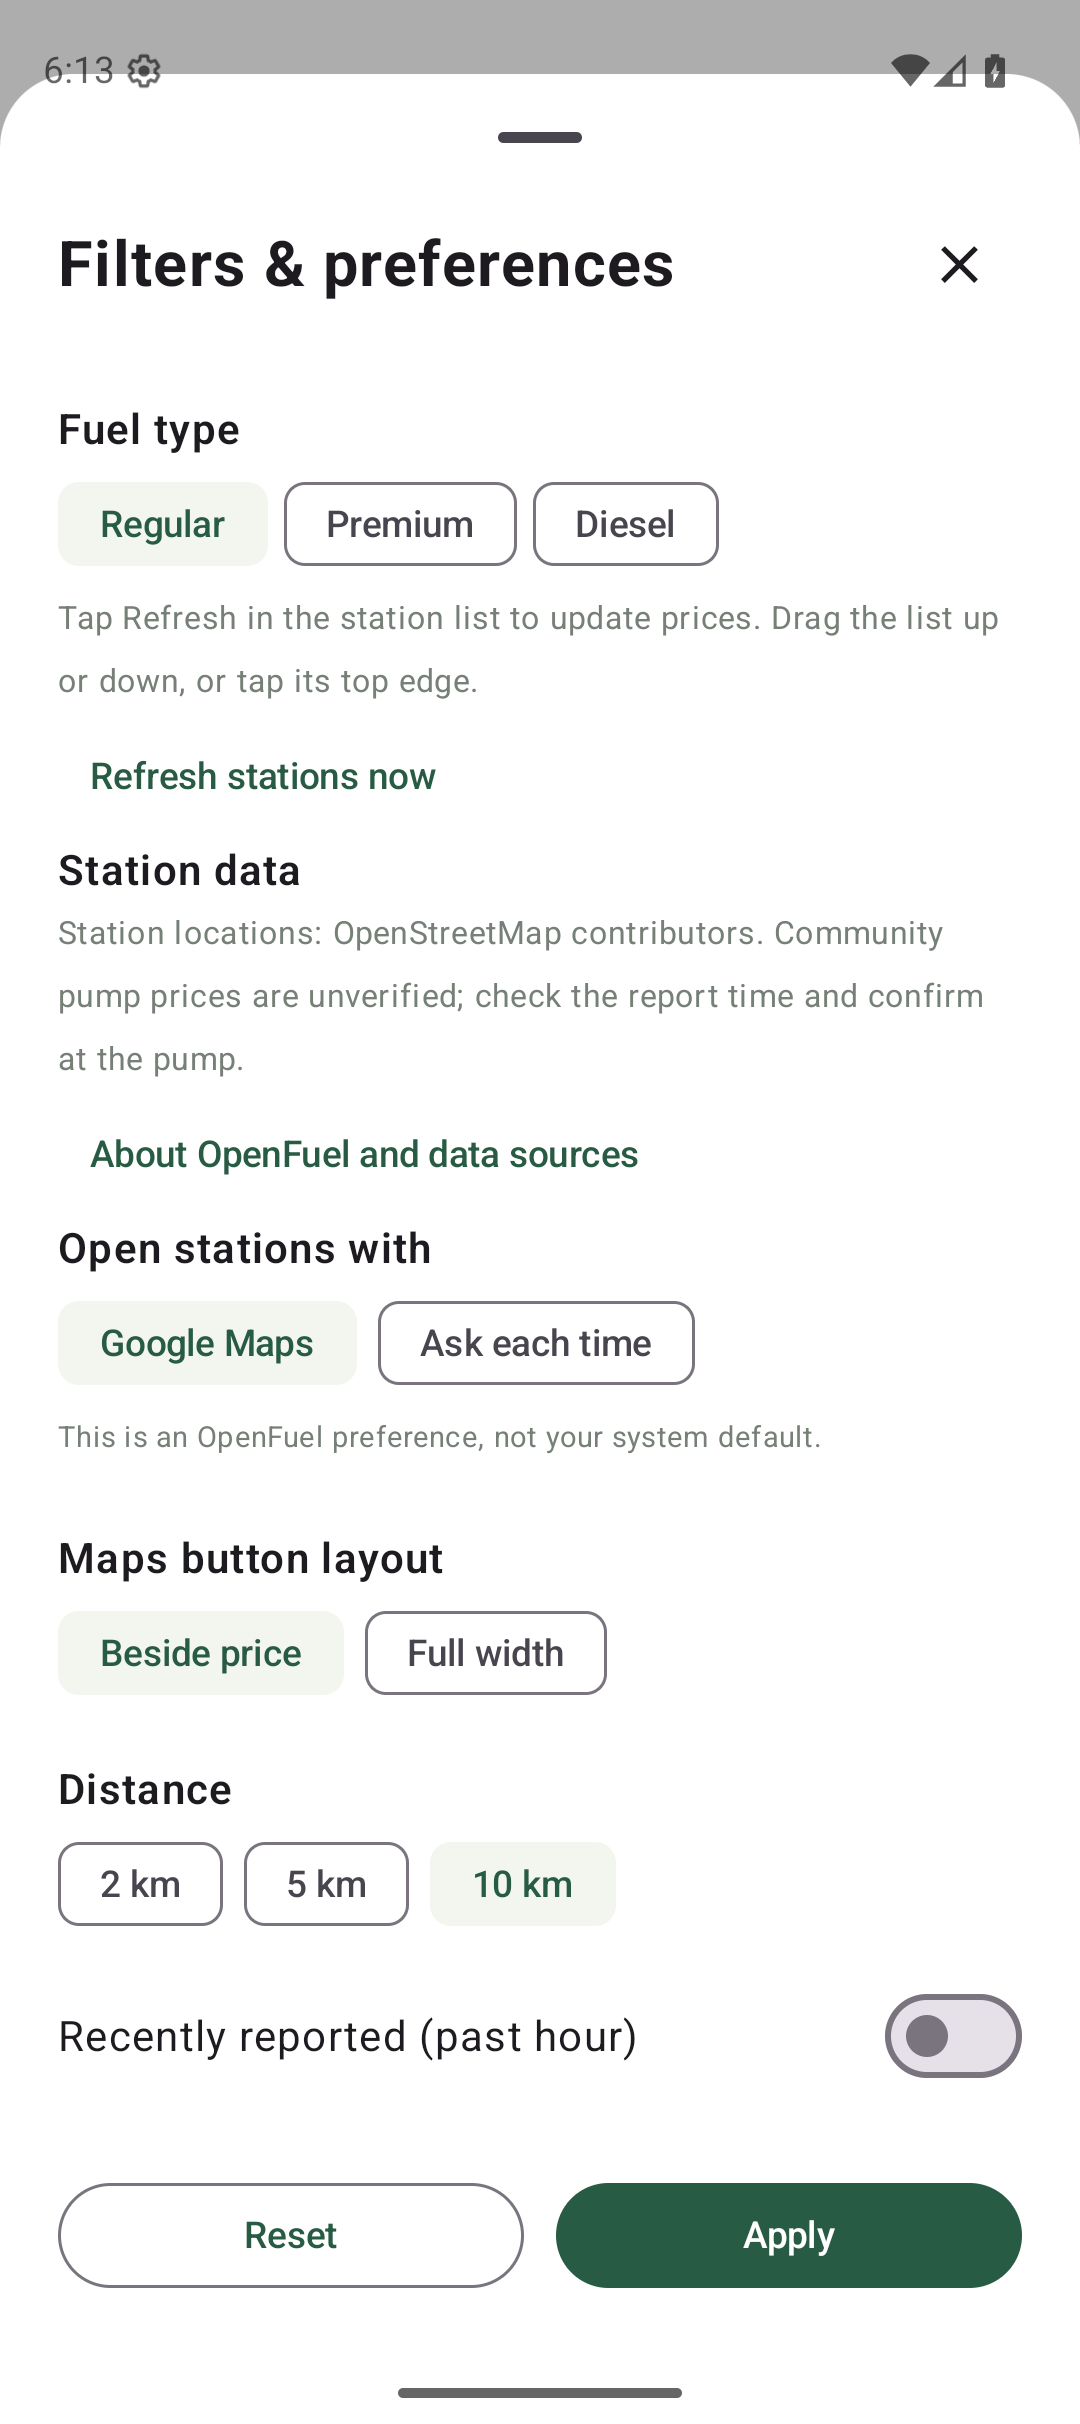 6:13
Filters & preferences
Fuel type
Regular Premium Diesel
Tap Refresh in the station list to update prices. Drag the list up
or down, or tap its top edge.
Refresh stations now
Station data
Station locations: OpenStreetMap contributors. Community
pump prices are unverified; check the report time and confirm
at the pump.
About OpenFuel and data sources
Open stations with
Google Maps Ask each time
This is an OpenFuel preference, not your system default.
Maps button layout
Beside price Full width
Distance
2 km 5 km 10 km
Recently reported (past hour)
Reset Apply